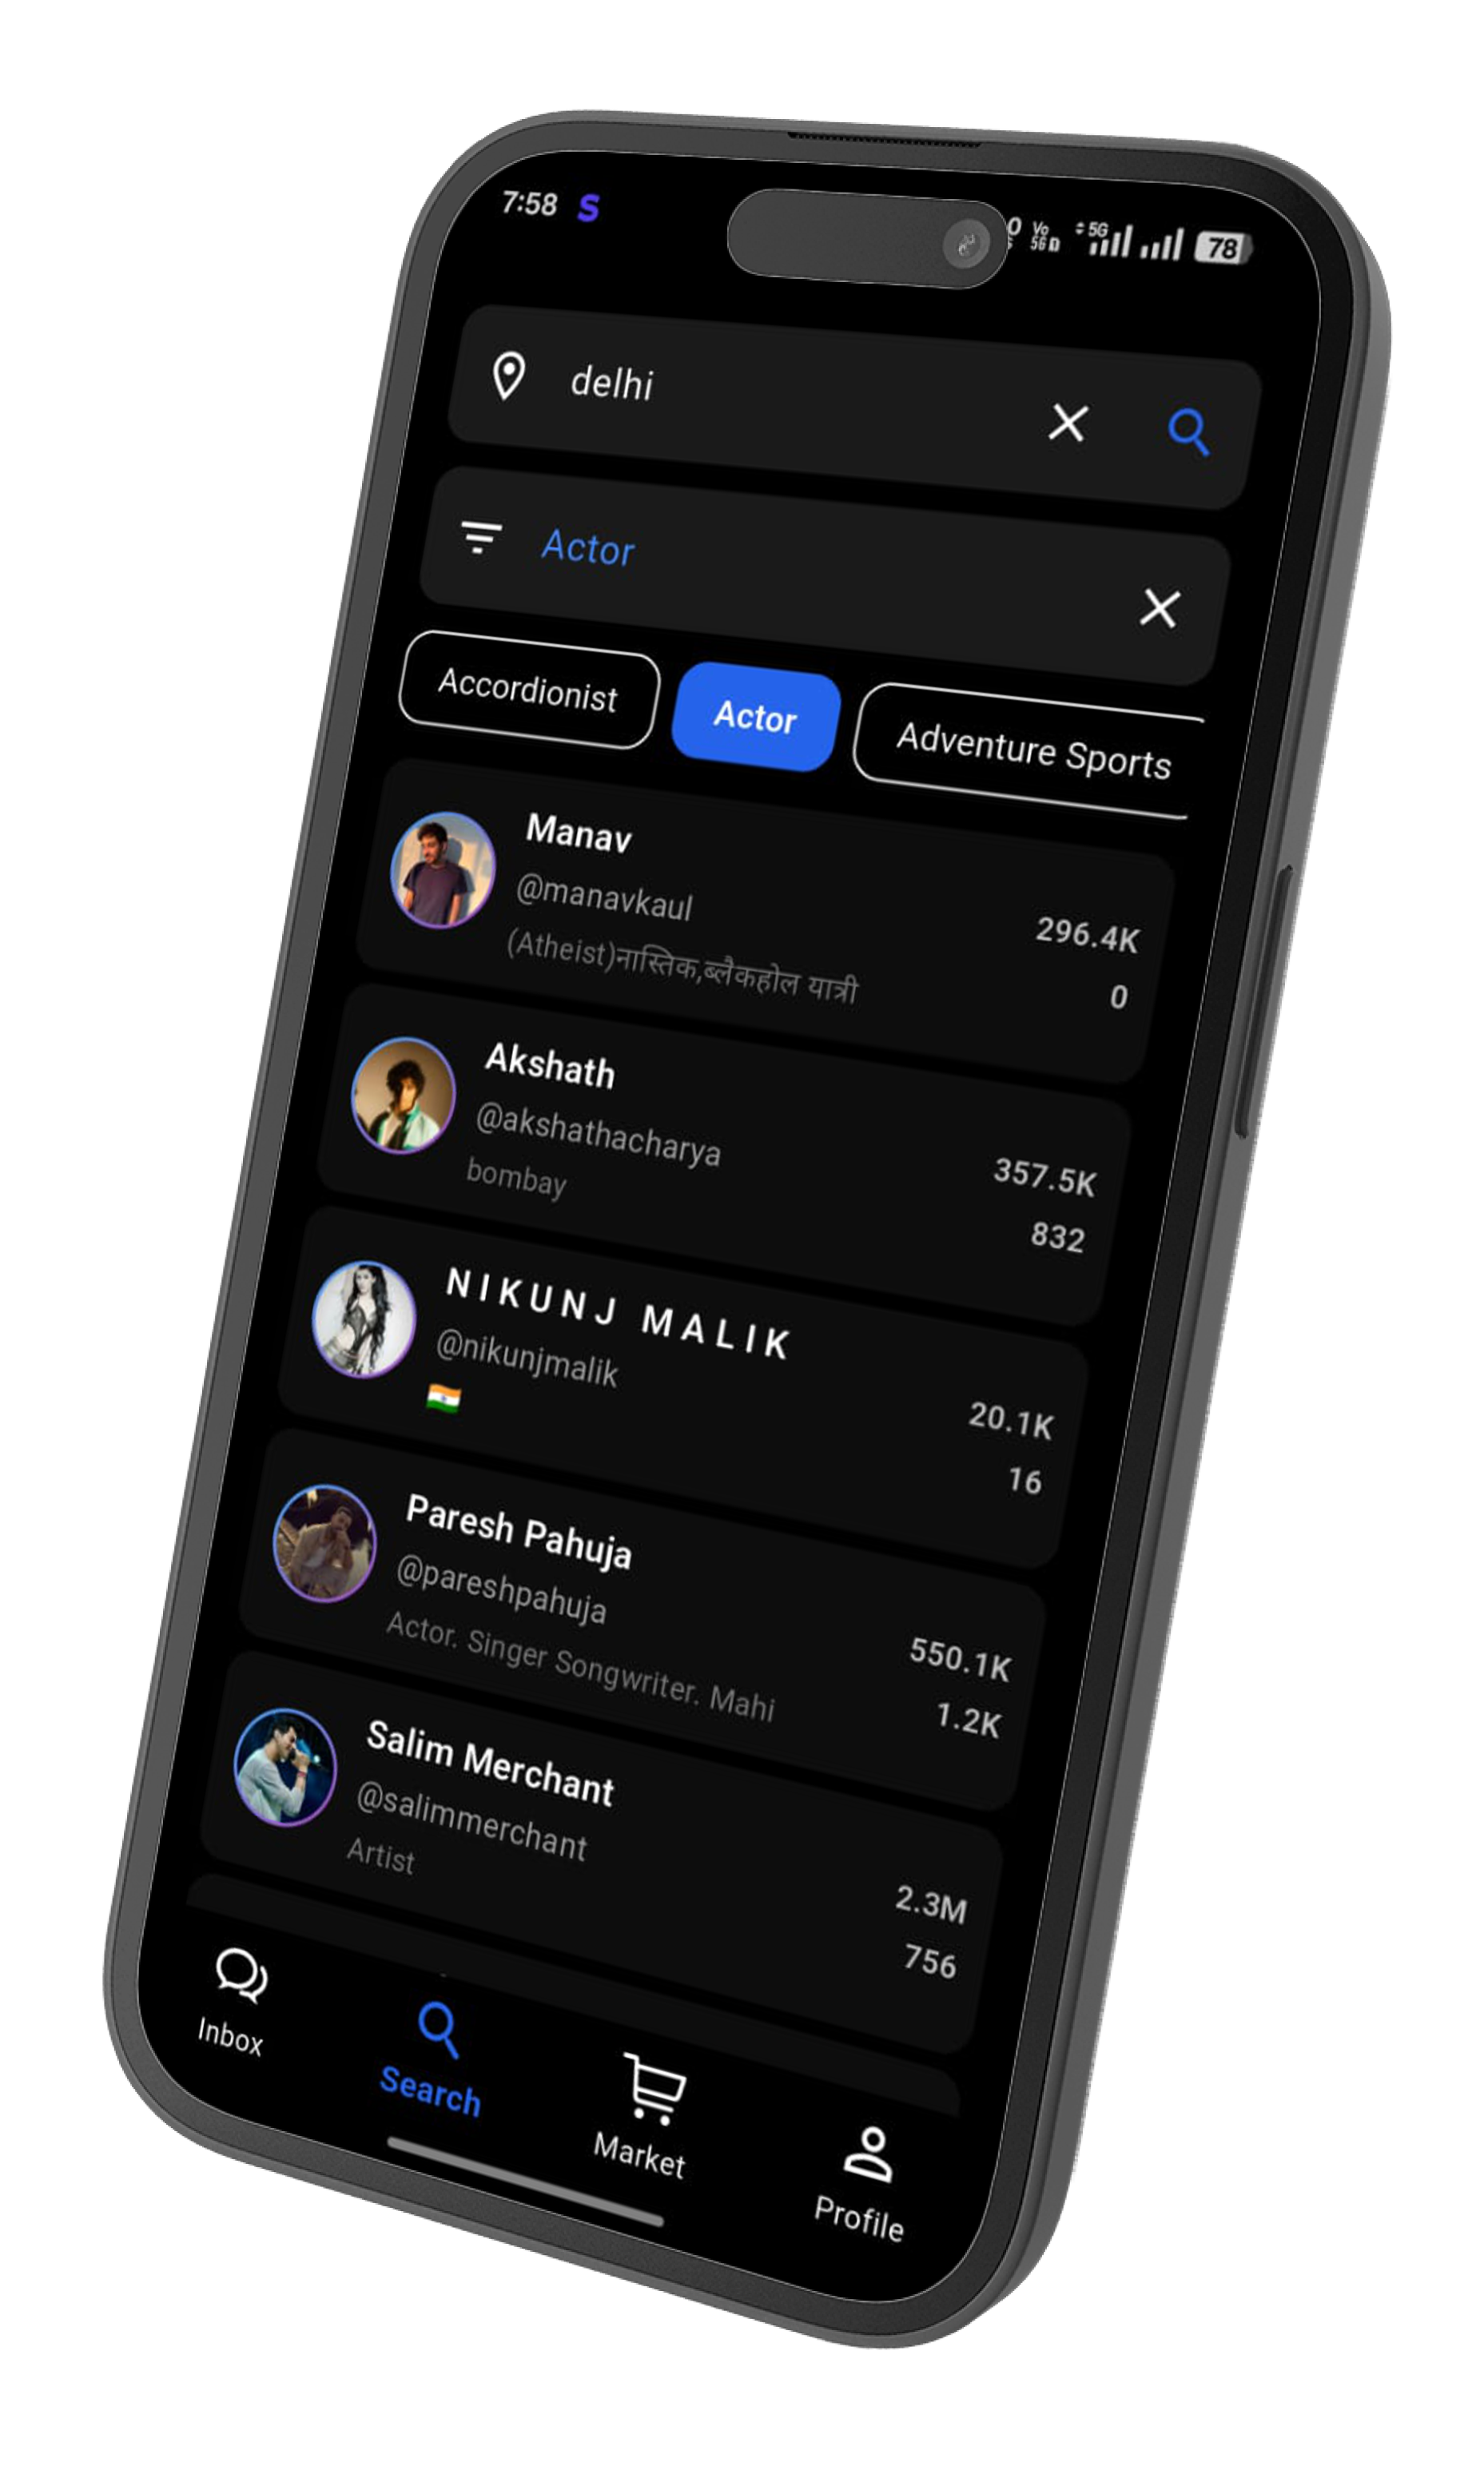 7:58 S
5G 78
delhi
Actor
Accordionist Actor Adventure Sports
Manav
@manavkaul
296.4K
(Atheist)नास्तिक,ब्लैकहोल यात्री
0
Akshath
@akshathacharya
357.5K
bombay
832
NIKUNJ MALIK
@nikunjmalik
20.1K
16
Paresh Pahuja
@pareshpahuja
550.1K
Actor. Singer Songwriter. Mahi
1.2K
Salim Merchant
@salimmerchant
2.3M
Artist
756
Inbox
Search
Market
Profile